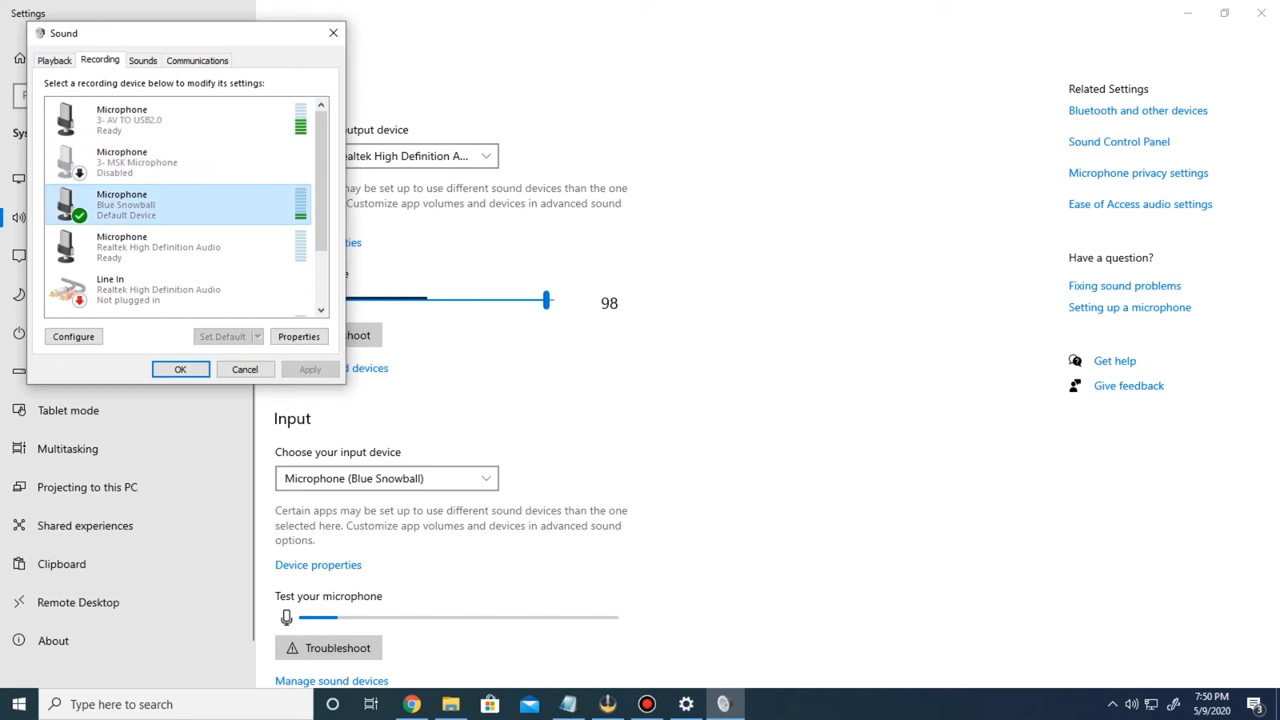 Settings
Sound
Playback
Recording
Sounds
Communications
Select a recording device below to modify its settings:
Microphone
3- AV TO USB2.0
Ready
Microphone
3- MSK Microphone
Disabled
Microphone
Blue Snowball
Default Device
Microphone
Realtek High Definition Audio
Ready
Line In
Realtek High Definition Audio
Not plugged in
Configure
Set Default
Properties
OK
Cancel
Apply
Tablet mode
Multitasking
Projecting to this PC
Shared experiences
Clipboard
Remote Desktop
About
output device
ealtek High Definition A...
may be set up to use different sound devices than the one
Customize app volumes and devices in advanced sound
ties
98
hoot
d devices
Input
Choose your input device
Microphone (Blue Snowball)
Certain apps may be set up to use different sound devices than the one
selected here. Customize app volumes and devices in advanced sound
options.
Device properties
Test your microphone
Troubleshoot
Manage sound devices
Related Settings
Bluetooth and other devices
Sound Control Panel
Microphone privacy settings
Ease of Access audio settings
Have a question?
Fixing sound problems
Setting up a microphone
Get help
Give feedback
Type here to search
7:50 PM
5/9/2020
3